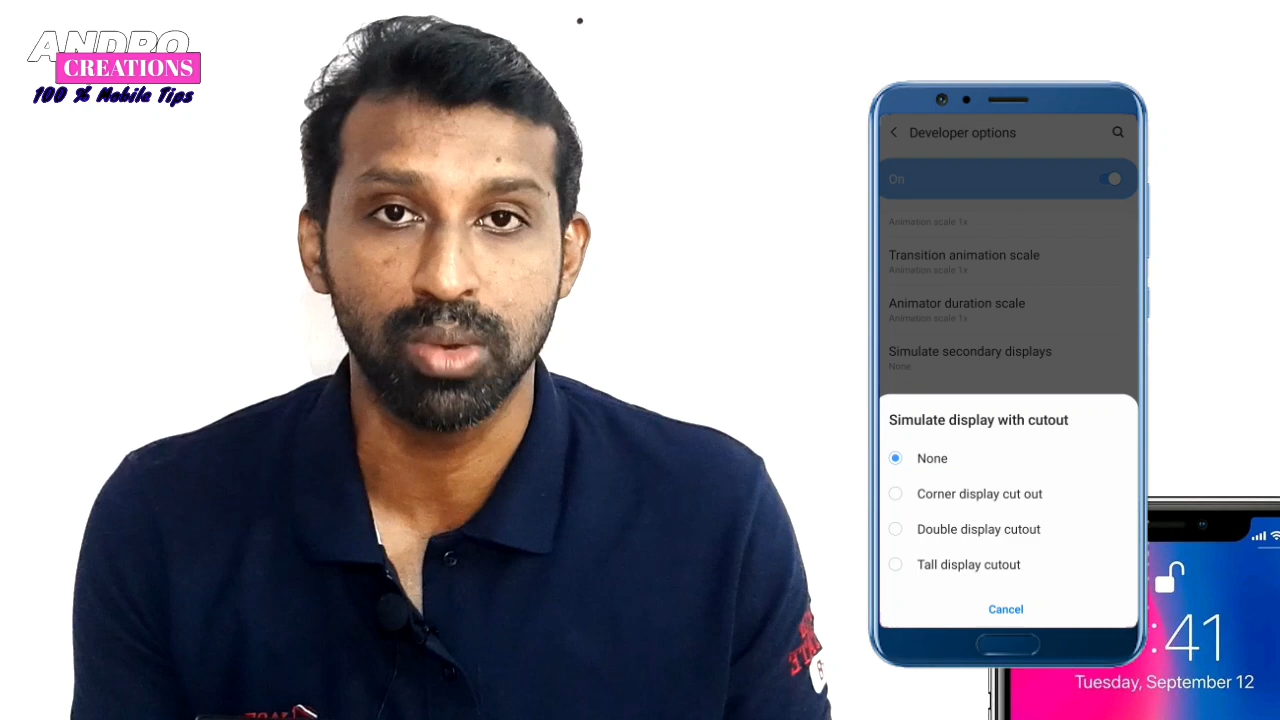 ANDRO
CREATIONS
100 % Mobile Tips
Developer options
On
Animation scale 1x
Transition animation scale
Animation scale 1x
Animator duration scale
Animation scale 1x
Simulate secondary displays
None
Simulate display with cutout
None
Corner display cut out
Double display cutout
Tall display cutout
Cancel
:41
Tuesday, September 12